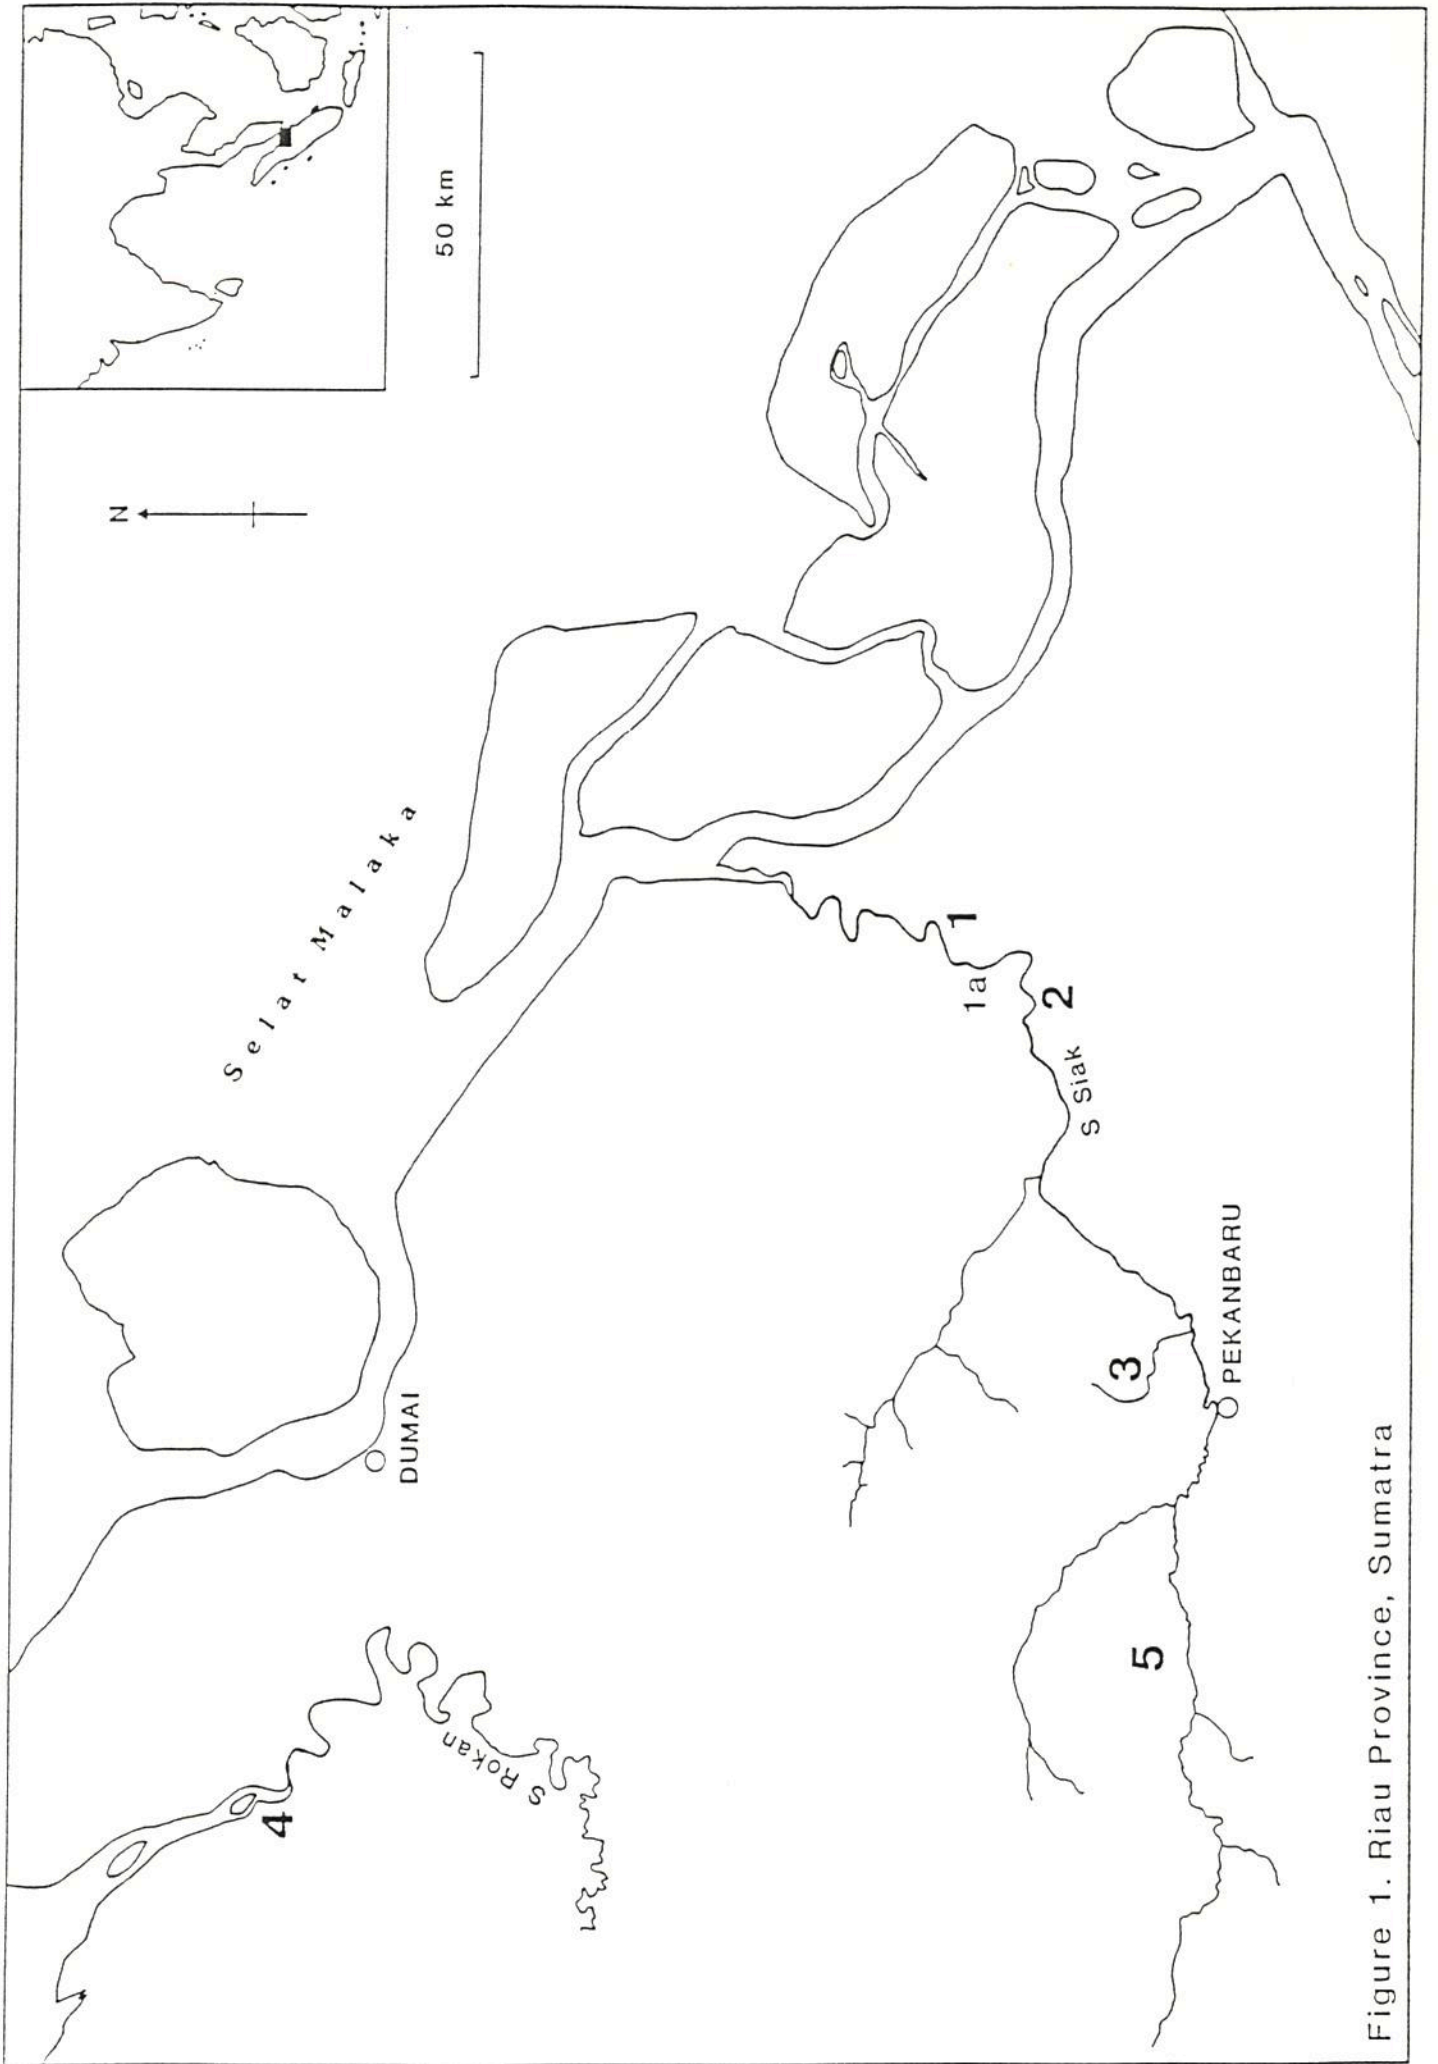 50 km
N
Selat Malaka
DUMAI
S Rokan
4
1
1a
2
S Siak
3
PEKANBARU
5
Figure 1. Riau Province, Sumatra